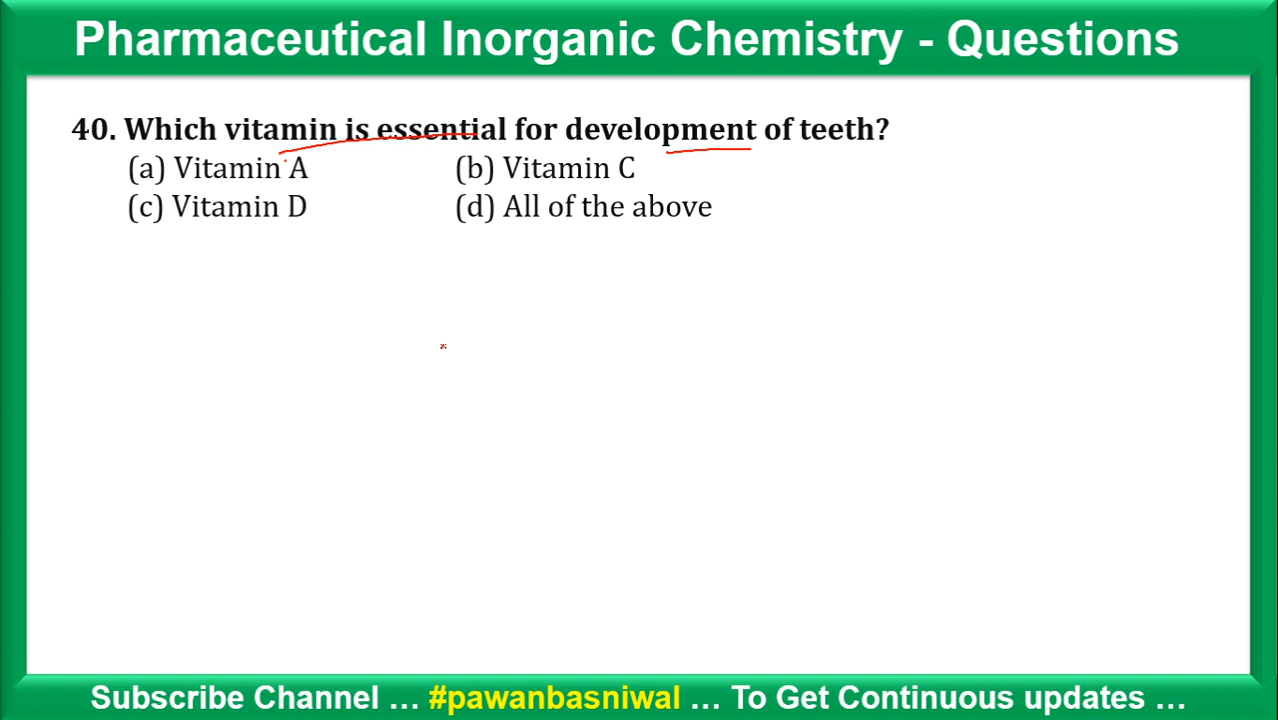 Pharmaceutical Inorganic Chemistry - Questions
40. Which vitamin is essential for development of teeth?
(a) Vitamin A (b) Vitamin C
(c) Vitamin D (d) All of the above
Subscribe Channel ... #pawanbasniwal ... To Get Continuous updates ...